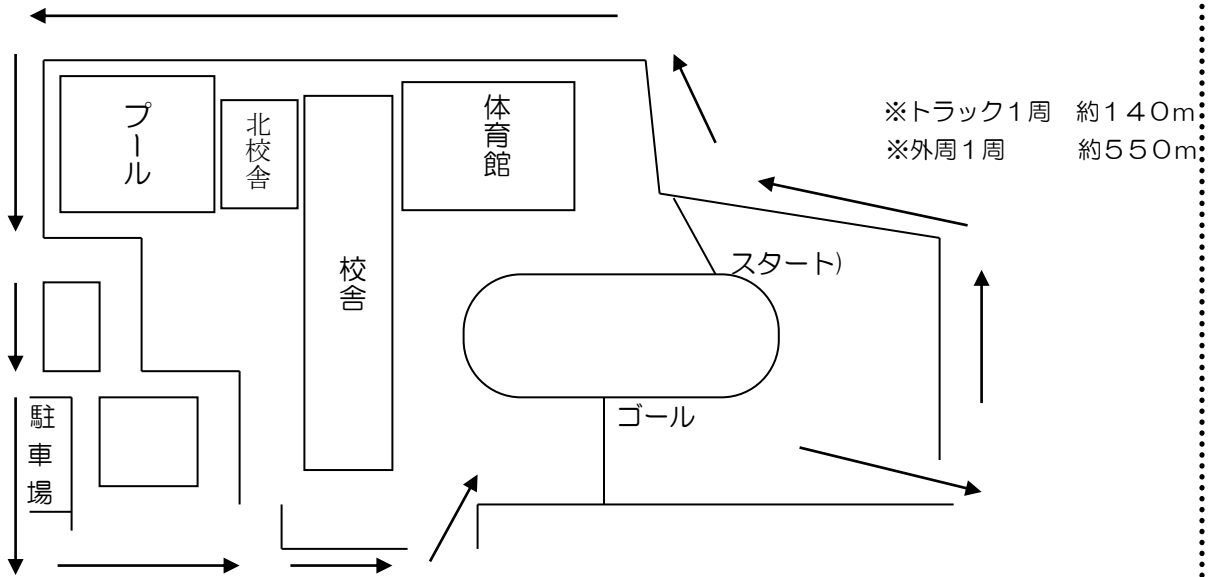 プール
北校舎
体育館
※トラック1周　約140m
※外周1周　　　約550m
校舎
スタート)
ゴール
駐車場